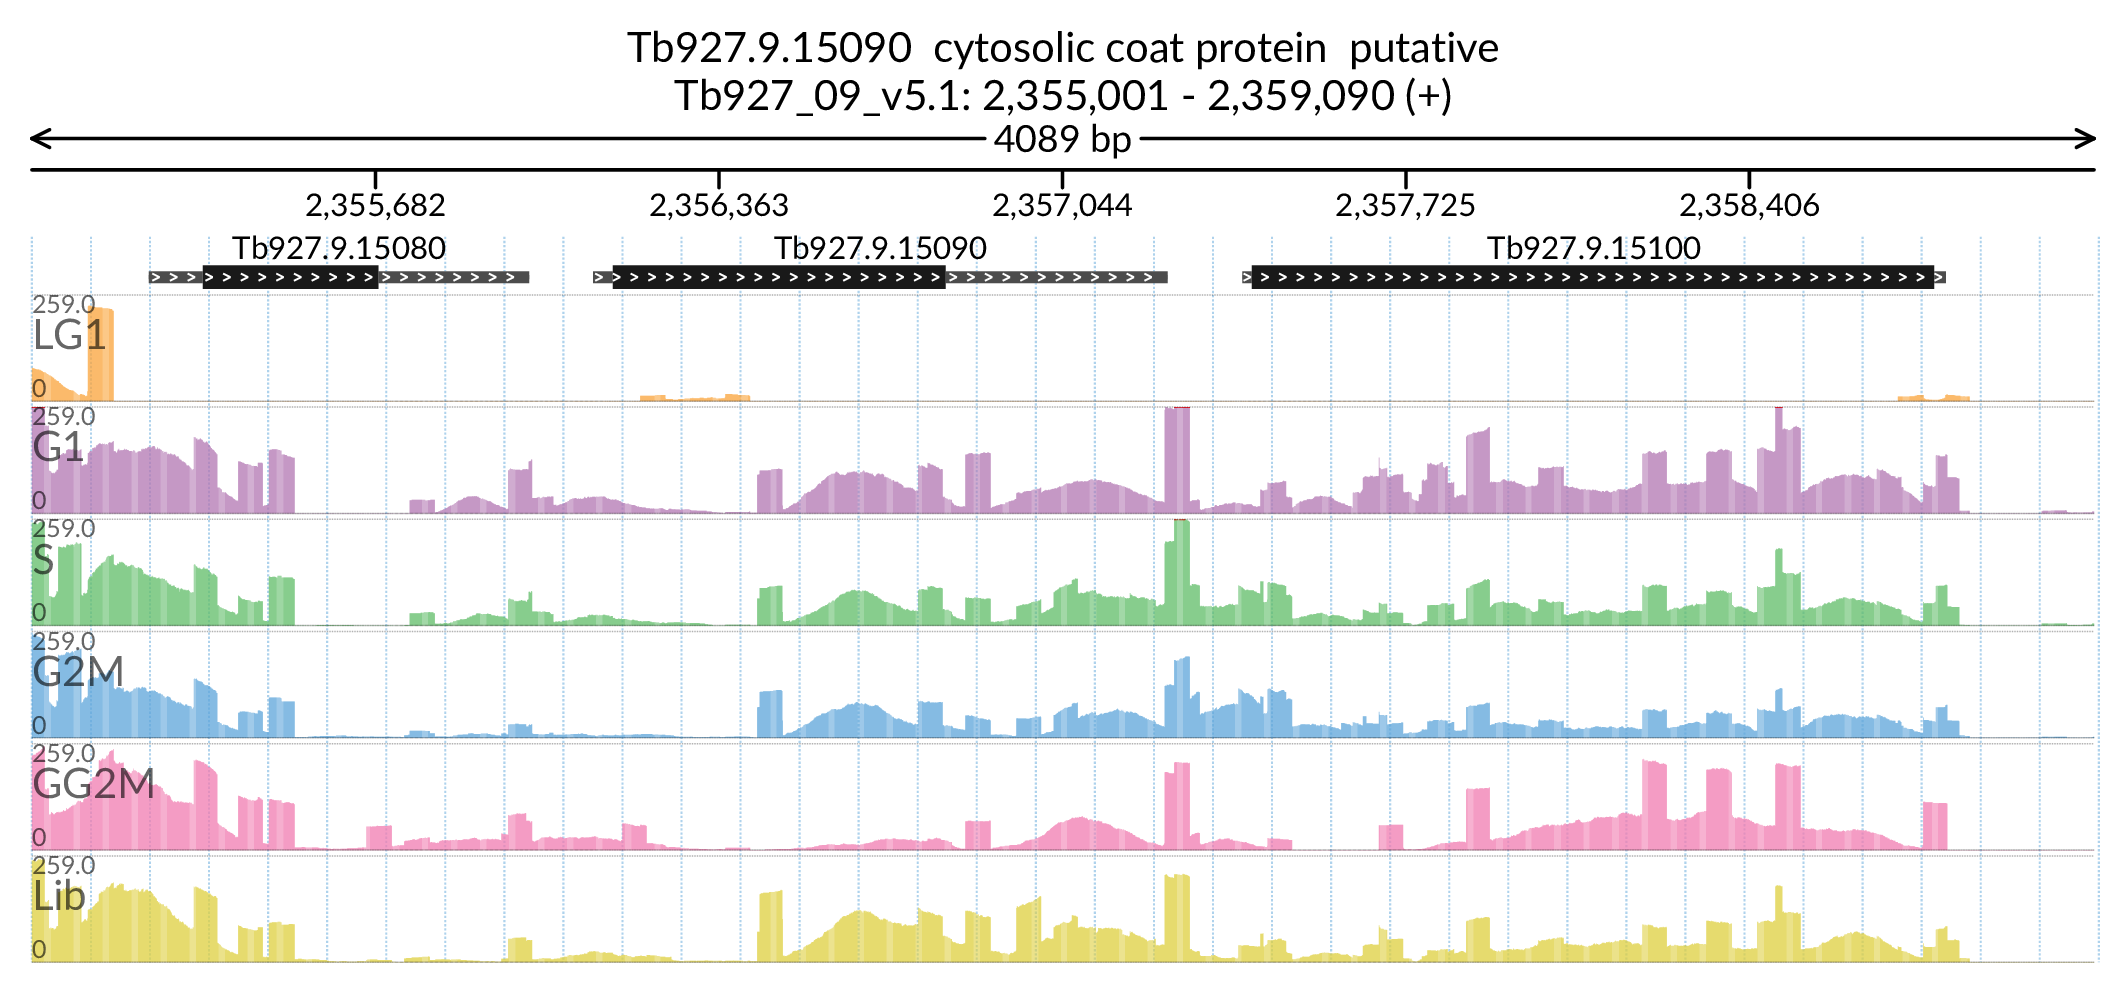 Tb927.9.15090  cytosolic coat protein  putative
Tb927_09_v5.1: 2,355,001 - 2,359,090 (+)
4089 bp
2,355,682 2,356,363 2,357,044 2,357,725 2,358,406
Tb927.9.15080 Tb927.9.15090 Tb927.9.15100
259.0
LG1
0
259.0
G1
0
259.0
S
0
259.0
G2M
0
259.0
GG2M
0
259.0
Lib
0